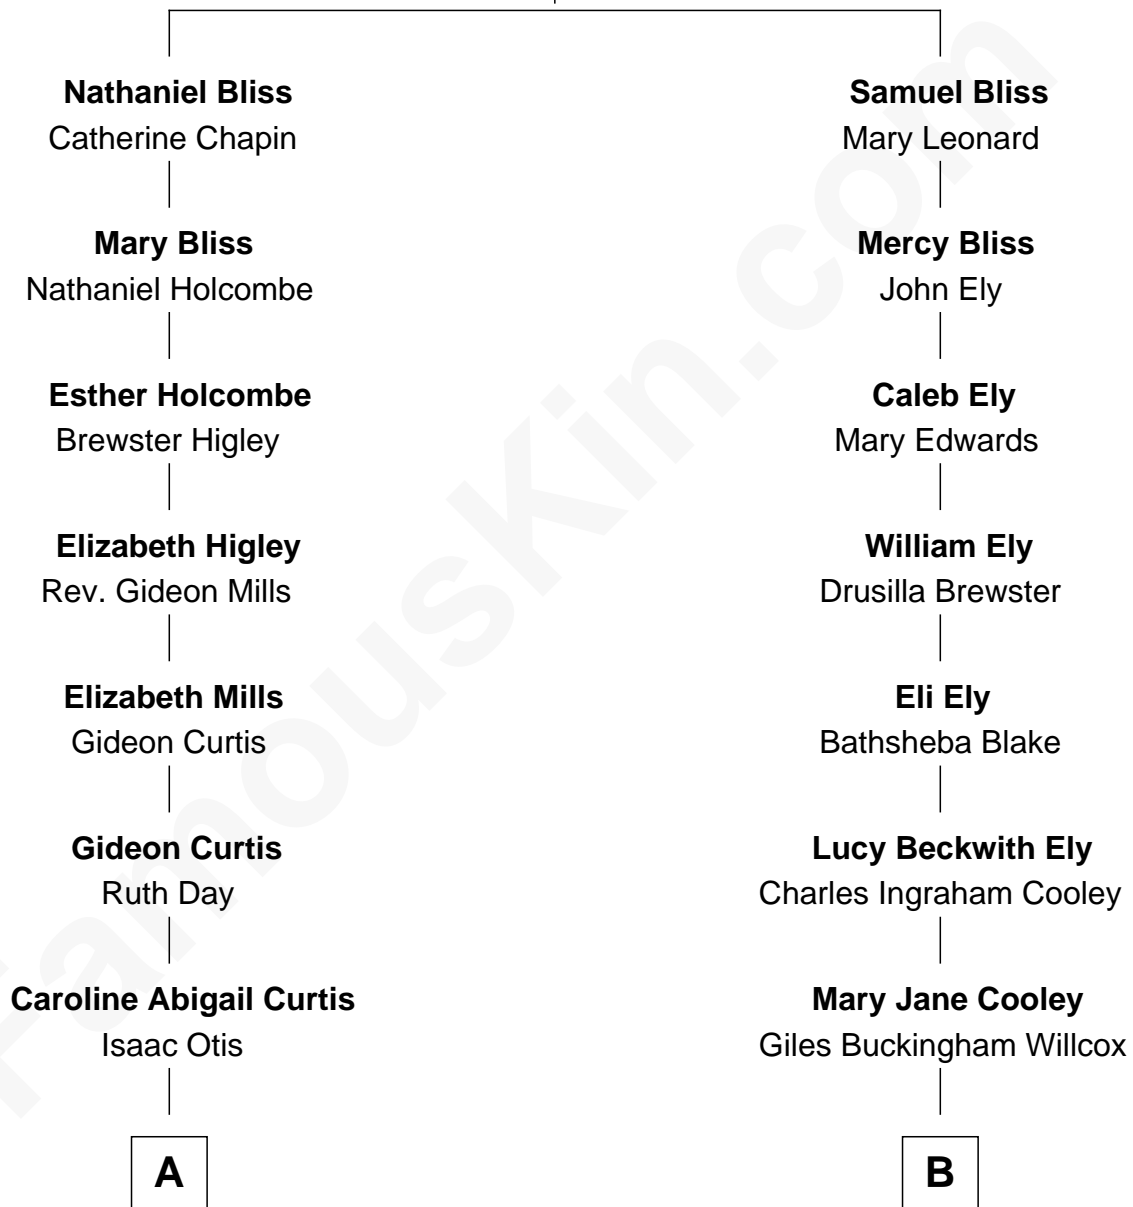 Nathaniel Bliss
Catherine Chapin
Mary Bliss
Nathaniel Holcombe
Esther Holcombe
Brewster Higley
Elizabeth Higley
Rev. Gideon Mills
Elizabeth Mills
Gideon Curtis
Gideon Curtis
Ruth Day
Caroline Abigail Curtis
Isaac Otis
A
Samuel Bliss
Mary Leonard
Mercy Bliss
John Ely
Caleb Ely
Mary Edwards
William Ely
Drusilla Brewster
Eli Ely
Bathsheba Blake
Lucy Beckwith Ely
Charles Ingraham Cooley
Mary Jane Cooley
Giles Buckingham Willcox
B
FamousKin.com